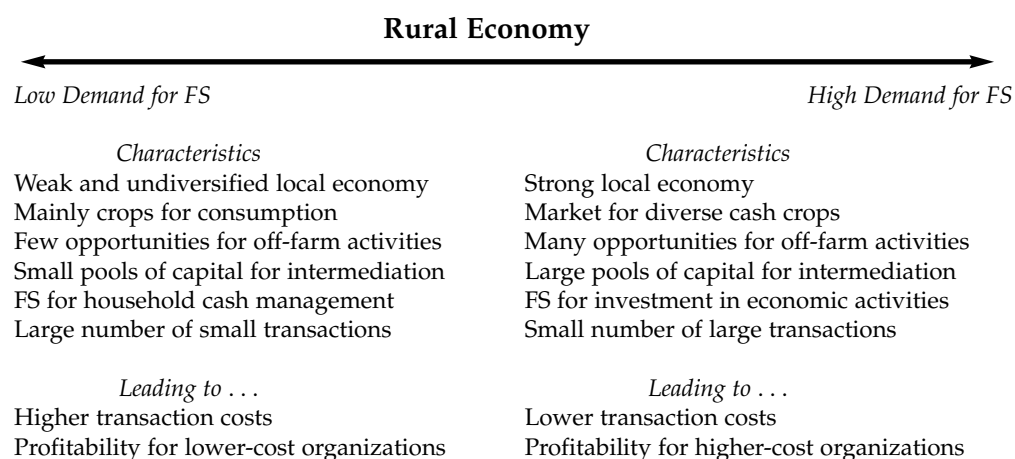 Rural Economy
Low Demand for FS
High Demand for FS
Characteristics
Weak and undiversified local economy
Mainly crops for consumption
Few opportunities for off-farm activities
Small pools of capital for intermediation
FS for household cash management
Large number of small transactions
Leading to . . .
Higher transaction costs
Profitability for lower-cost organizations
Characteristics
Strong local economy
Market for diverse cash crops
Many opportunities for off-farm activities
Large pools of capital for intermediation
FS for investment in economic activities
Small number of large transactions
Leading to . . .
Lower transaction costs
Profitability for higher-cost organizations